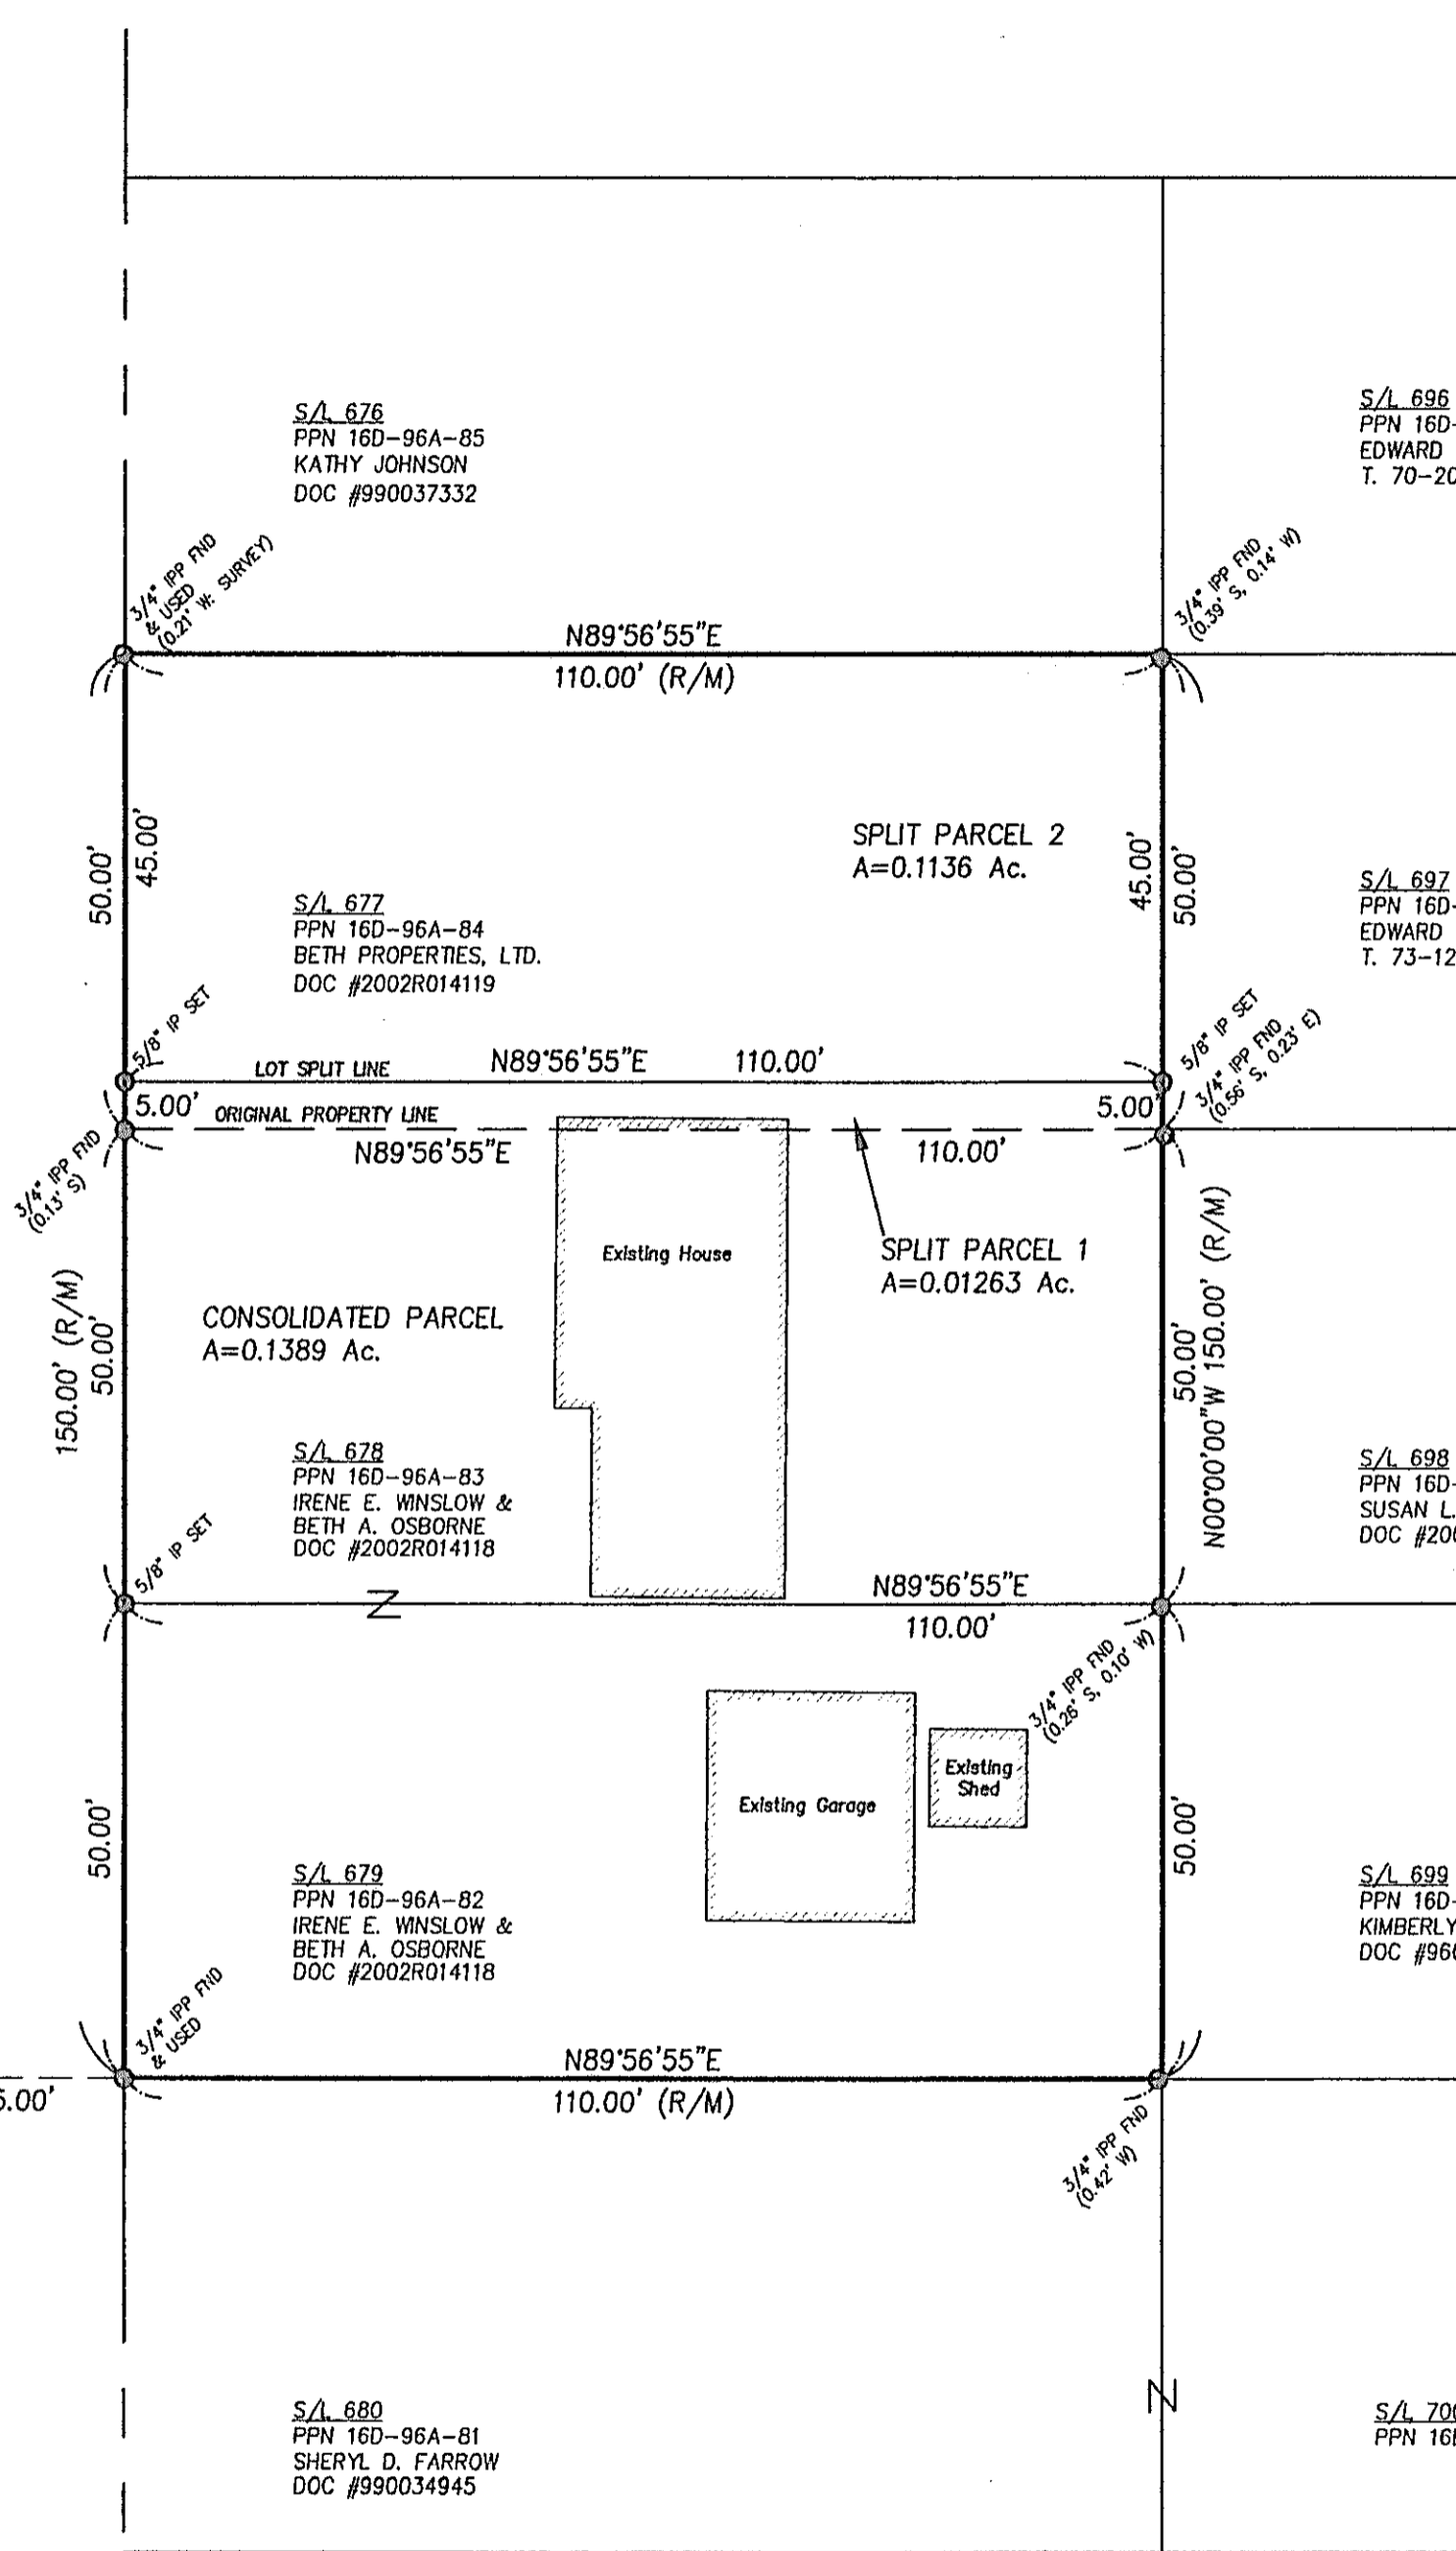 S/L 676
PPN 16D-96A-85
KATHY JOHNSON
DOC #990037332
S/L 696
PPN 16D-
EDWARD
T. 70-20
3/4" IPP FND
& USED
(0.21' W. SURVEY)
3/4" IPP FND
(0.39' S, 0.14' W)
N89°56'55"E
110.00' (R/M)
50.00'
45.00'
SPLIT PARCEL 2
A=0.1136 Ac.
45.00'
50.00'
S/L 677
PPN 16D-96A-84
BETH PROPERTIES, LTD.
DOC #2002R014119
S/L 697
PPN 16D-
EDWARD
T. 73-12
5/8" IP SET
5/8" IP SET
3/4" IPP FND
(0.56' S, 0.23' E)
LOT SPLIT LINE
N89°56'55"E
110.00'
5.00'
ORIGINAL PROPERTY LINE
5.00'
N89°56'55"E
110.00'
3/4" IPP FND
(0.13' S)
Existing House
SPLIT PARCEL 1
A=0.01263 Ac.
CONSOLIDATED PARCEL
A=0.1389 Ac.
150.00' (R/M)
50.00'
50.00'
N00°00'00"W 150.00' (R/M)
S/L 678
PPN 16D-96A-83
IRENE E. WINSLOW &
BETH A. OSBORNE
DOC #2002R014118
S/L 698
PPN 16D-
SUSAN L.
DOC #200
5/8" IP SET
Z
N89°56'55"E
110.00'
3/4" IPP FND
(0.26' S, 0.10' W)
Existing Garage
Existing
Shed
50.00'
50.00'
S/L 679
PPN 16D-96A-82
IRENE E. WINSLOW &
BETH A. OSBORNE
DOC #2002R014118
S/L 699
PPN 16D-
KIMBERLY
DOC #960
3/4" IPP FND
& USED
N89°56'55"E
110.00' (R/M)
5.00'
3/4" IPP FND
(0.42' W)
Z
S/L 680
PPN 16D-96A-81
SHERYL D. FARROW
DOC #990034945
S/L 700
PPN 16D